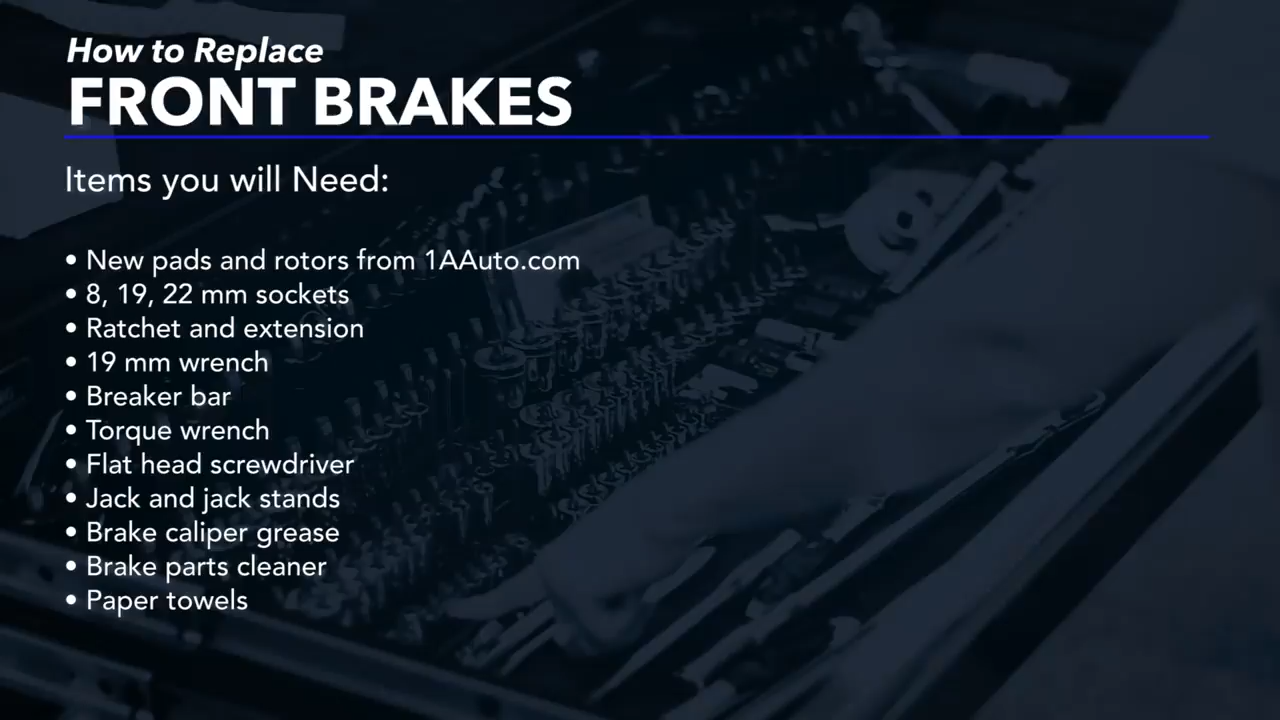 How to Replace
FRONT BRAKES
Items you will Need:
• New pads and rotors from 1AAuto.com
• 8, 19, 22 mm sockets
• Ratchet and extension
• 19 mm wrench
• Breaker bar
• Torque wrench
• Flat head screwdriver
• Jack and jack stands
• Brake caliper grease
• Brake parts cleaner
• Paper towels